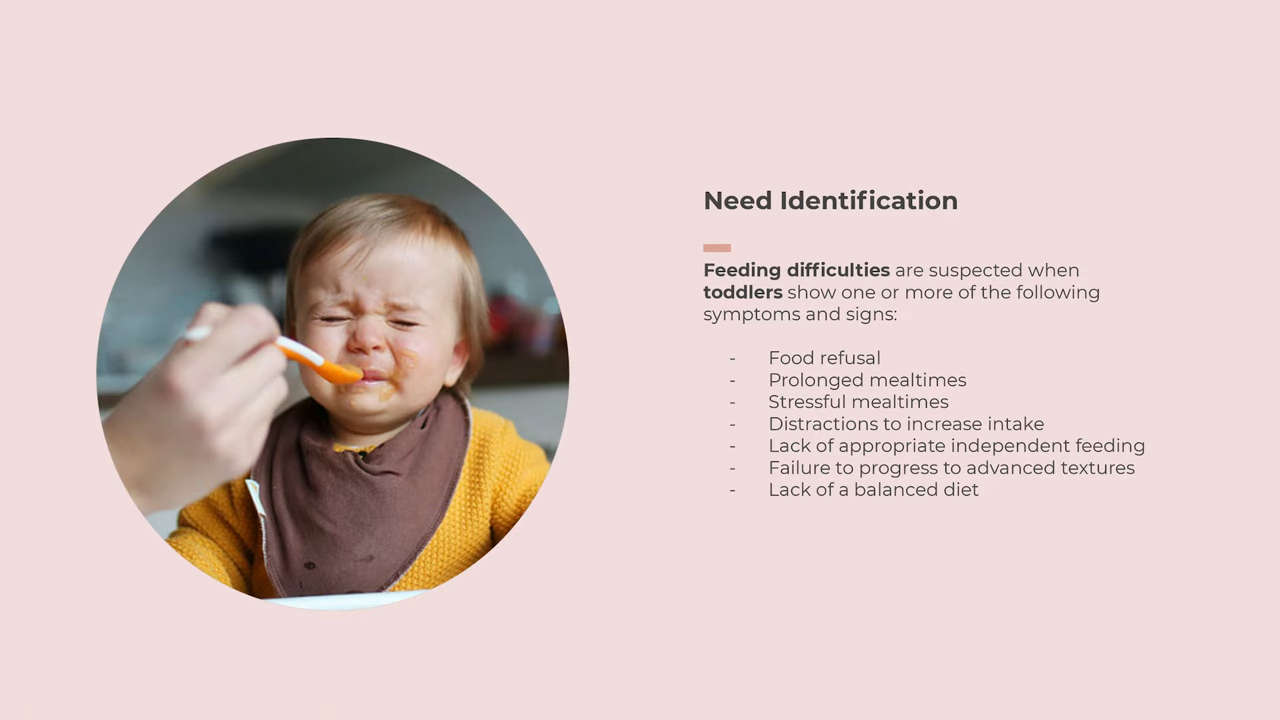 Need Identification
Feeding difficulties are suspected when
toddlers show one or more of the following
symptoms and signs:
- Food refusal
- Prolonged mealtimes
- Stressful mealtimes
- Distractions to increase intake
- Lack of appropriate independent feeding
- Failure to progress to advanced textures
- Lack of a balanced diet